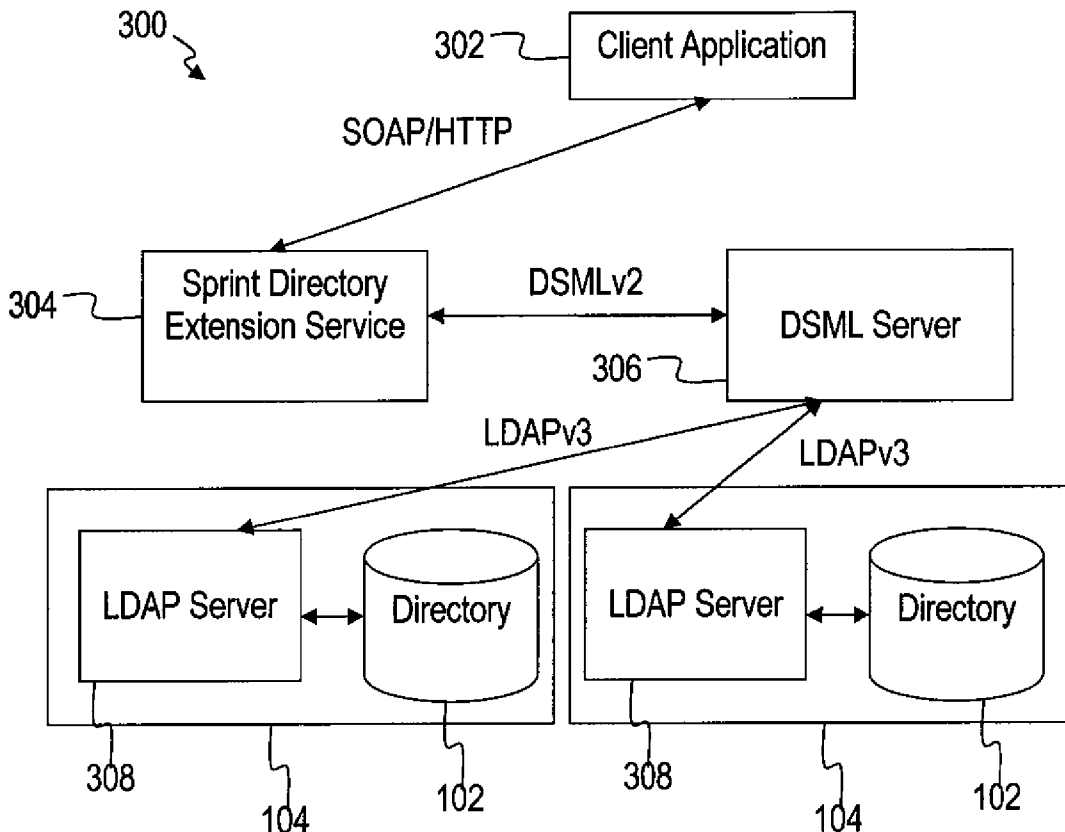 300
302
Client Application
SOAP/HTTP
304
Sprint Directory
Extension Service
DSMLv2
306
DSML Server
LDAPv3
LDAPv3
LDAP Server
Directory
LDAP Server
Directory
308
104
102
308
104
102